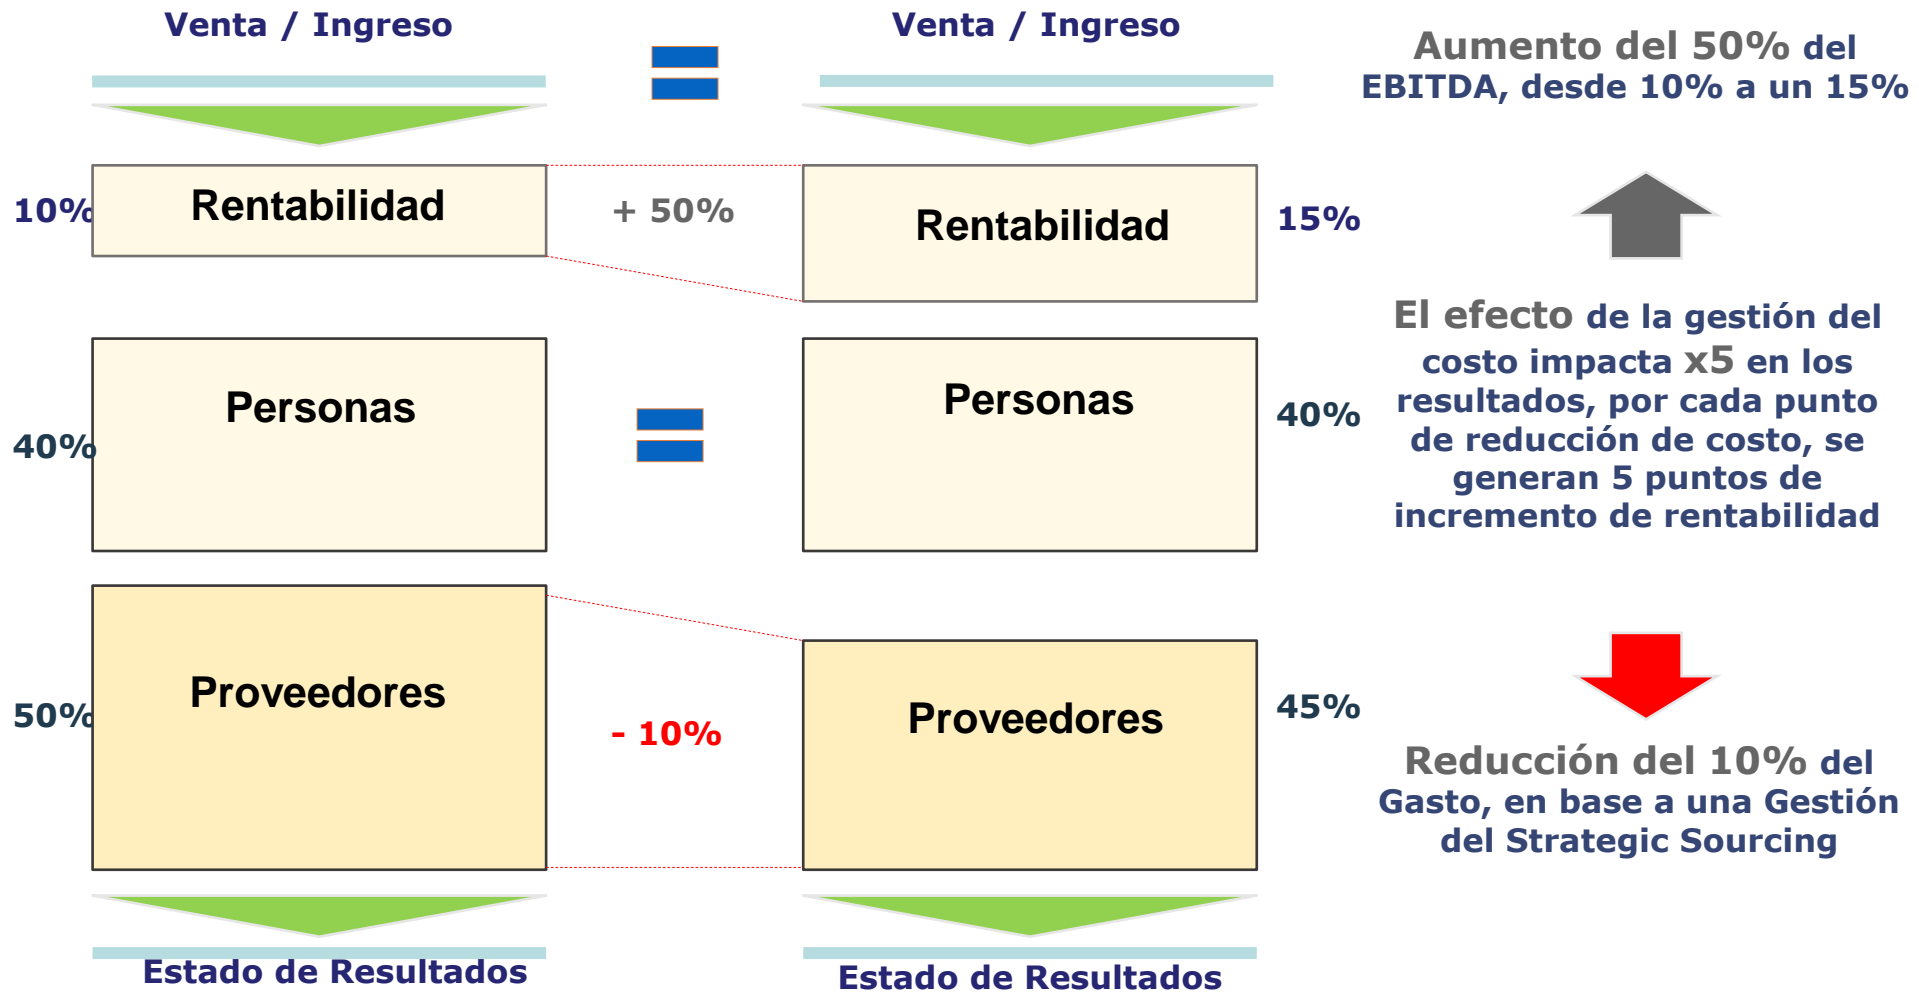 Venta / Ingreso
Venta / Ingreso
Aumento del 50% del
EBITDA, desde 10% a un 15%
10%
Rentabilidad
+ 50%
Rentabilidad
15%
El efecto de la gestión del
costo impacta x5 en los
resultados, por cada punto
de reducción de costo, se
generan 5 puntos de
incremento de rentabilidad
40%
Personas
Personas
40%
50%
Proveedores
- 10%
Proveedores
45%
Reducción del 10% del
Gasto, en base a una Gestión
del Strategic Sourcing
Estado de Resultados
Estado de Resultados